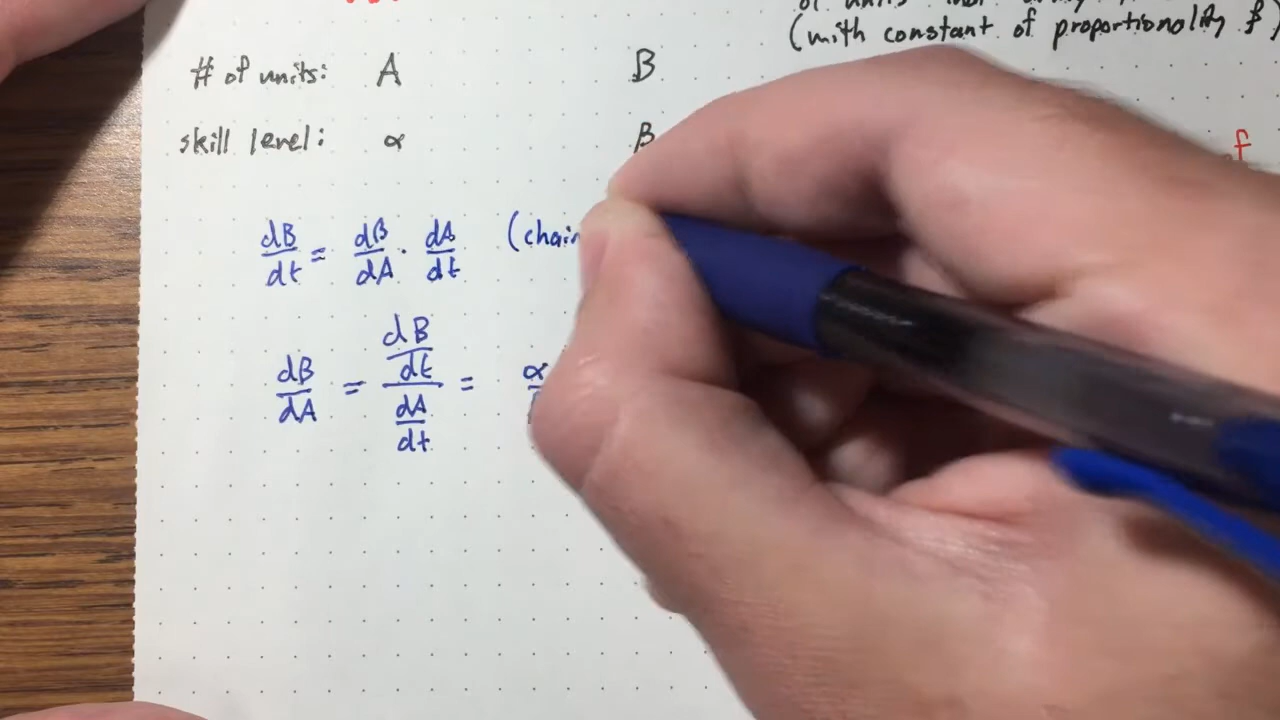 (with constant of proportionality β)
# of units: A B
skill level: α β
dB/dt = dB/dA · dA/dt (chain
dB/dA = (dB/dt)/(dA/dt) = α